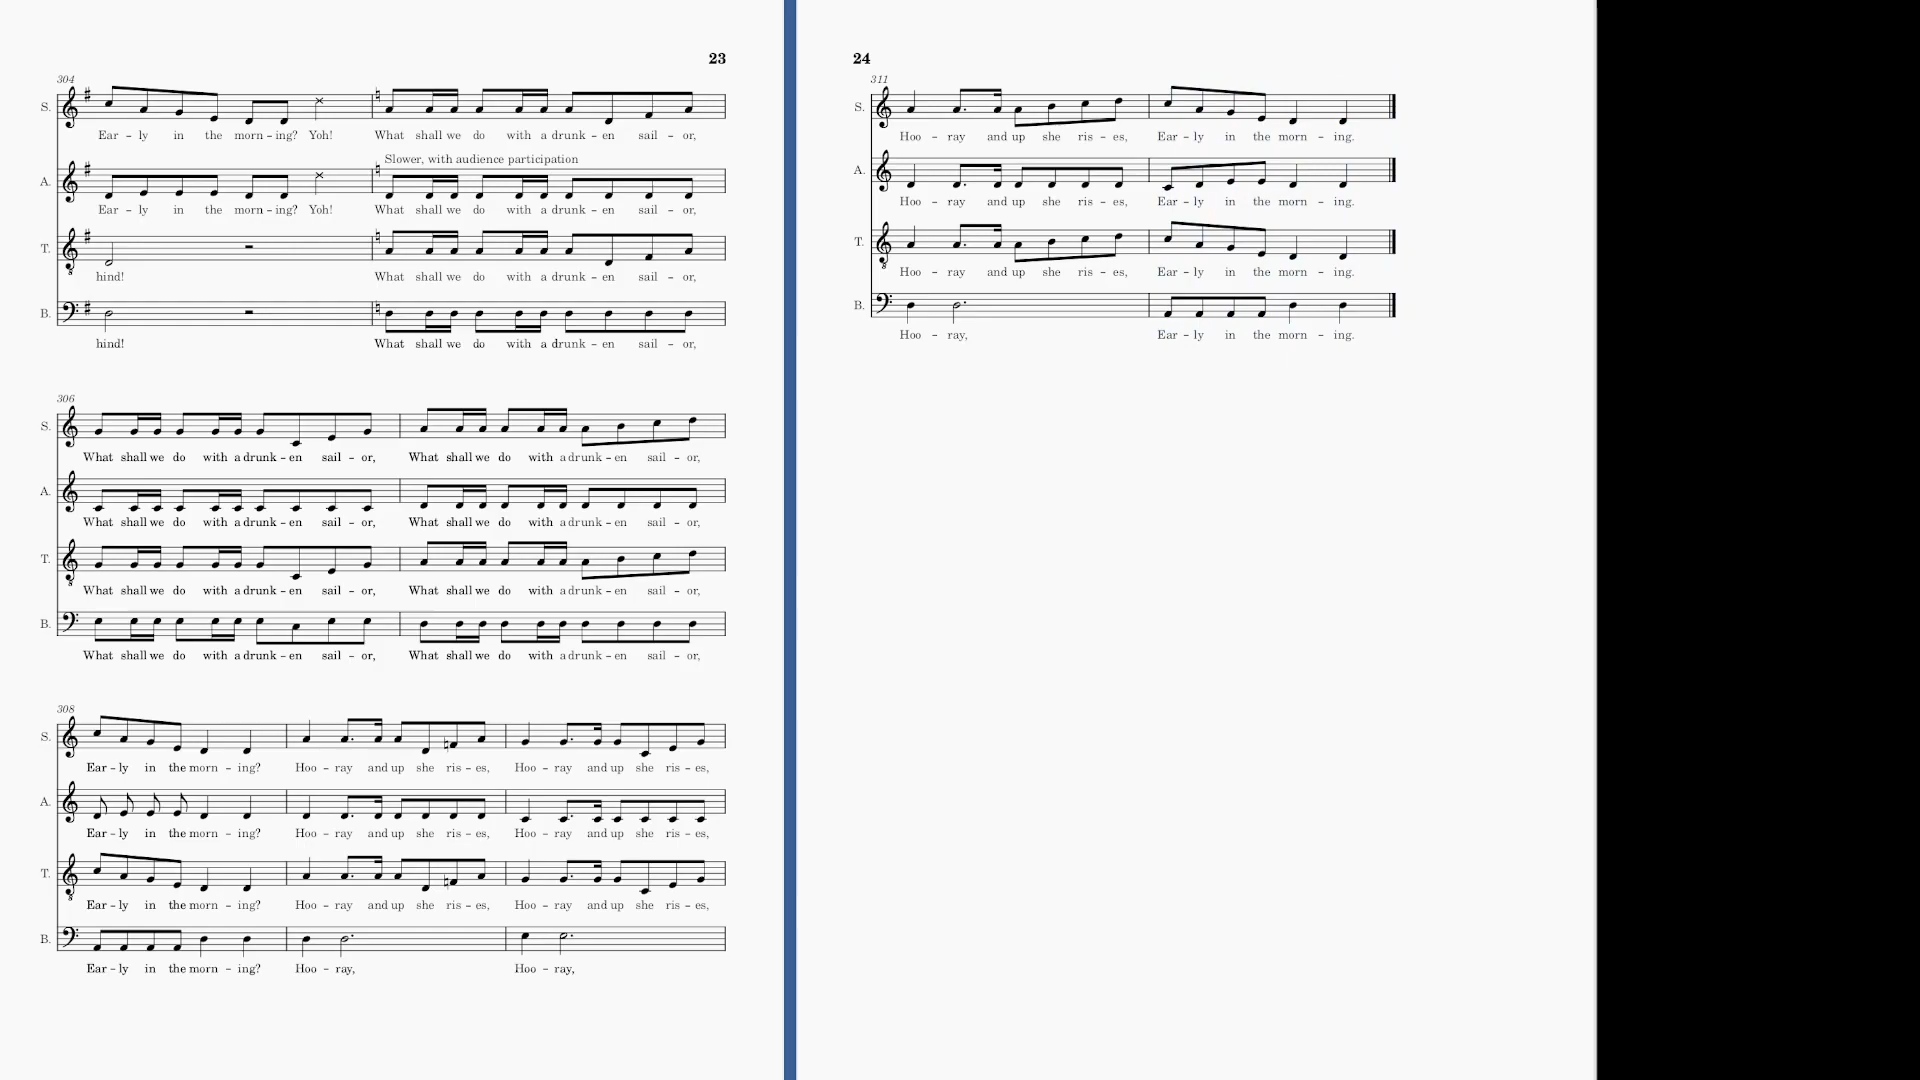 23
304
S.
Ear – ly in the morn – ing? Yoh! What shall we do with a drunk – en sail – or,
Slower, with audience participation
A.
Ear – ly in the morn – ing? Yoh! What shall we do with a drunk – en sail – or,
T.
hind! What shall we do with a drunk – en sail – or,
B.
hind! What shall we do with a drunk – en sail – or,
306
S.
What shall we do with a drunk – en sail – or, What shall we do with a drunk – en sail – or,
A.
What shall we do with a drunk – en sail – or, What shall we do with a drunk – en sail – or,
T.
What shall we do with a drunk – en sail – or, What shall we do with a drunk – en sail – or,
B.
What shall we do with a drunk – en sail – or, What shall we do with a drunk – en sail – or,
308
S.
Ear – ly in the morn – ing? Hoo – ray and up she ris – es, Hoo – ray and up she ris – es,
A.
Ear – ly in the morn – ing? Hoo – ray and up she ris – es, Hoo – ray and up she ris – es,
T.
Ear – ly in the morn – ing? Hoo – ray and up she ris – es, Hoo – ray and up she ris – es,
B.
Ear – ly in the morn – ing? Hoo – ray, Hoo – ray,
24
311
S.
Hoo – ray and up she ris – es, Ear – ly in the morn – ing.
A.
Hoo – ray and up she ris – es, Ear – ly in the morn – ing.
T.
Hoo – ray and up she ris – es, Ear – ly in the morn – ing.
B.
Hoo – ray, Ear – ly in the morn – ing.